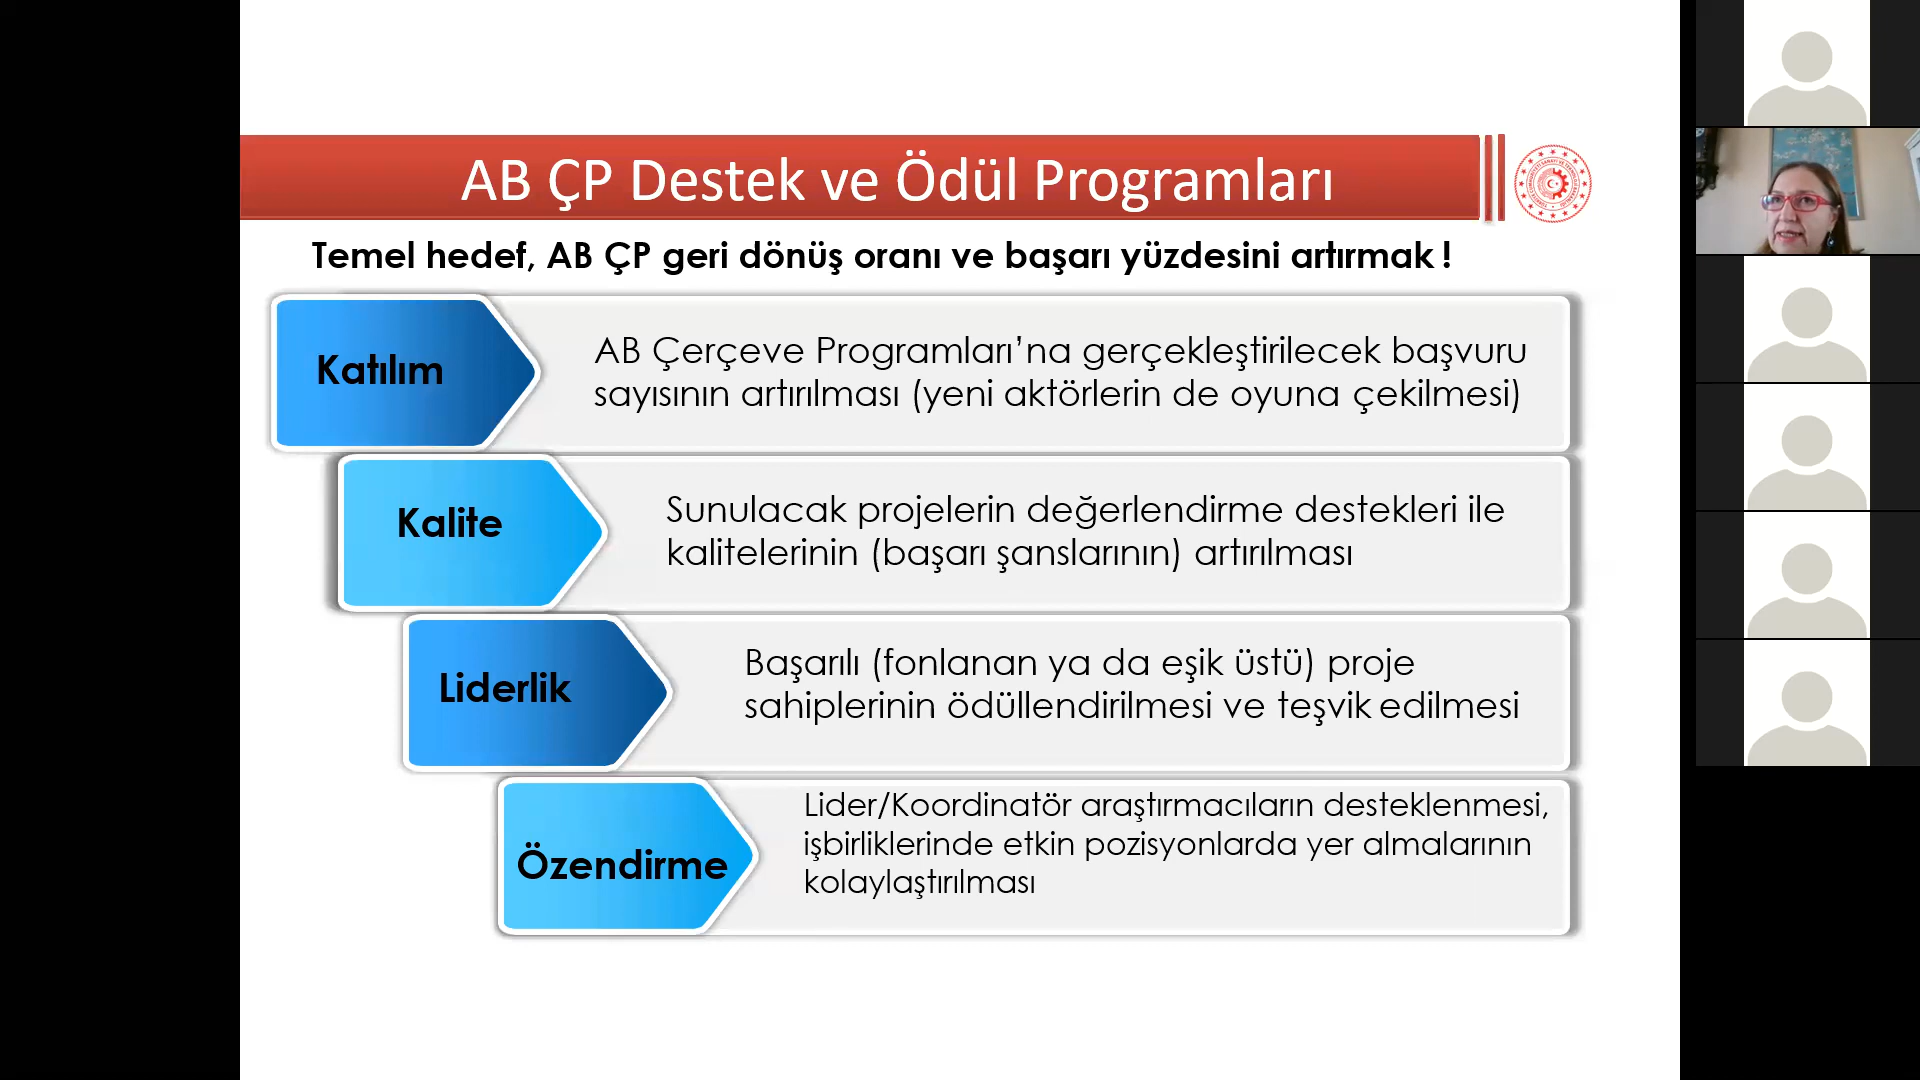 AB ÇP Destek ve Ödül Programları
Temel hedef, AB ÇP geri dönüş oranı ve başarı yüzdesini artırmak !
Katılım
AB Çerçeve Programları’na gerçekleştirilecek başvuru
sayısının artırılması (yeni aktörlerin de oyuna çekilmesi)
Kalite
Sunulacak projelerin değerlendirme destekleri ile
kalitelerinin (başarı şanslarının) artırılması
Liderlik
Başarılı (fonlanan ya da eşik üstü) proje
sahiplerinin ödüllendirilmesi ve teşvik edilmesi
Özendirme
Lider/Koordinatör araştırmacıların desteklenmesi,
işbirliklerinde etkin pozisyonlarda yer almalarının
kolaylaştırılması